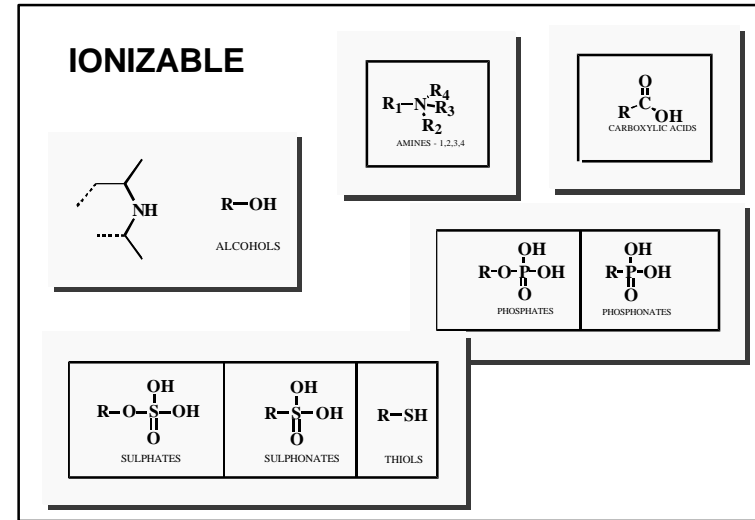 IONIZABLE
R1-N-R3
R4
R2
AMINES - 1,2,3,4
O
R-C
OH
CARBOXYLIC ACIDS
NH
R-OH
ALCOHOLS
OH
R-O-P-OH
O
PHOSPHATES
OH
R-P-OH
O
PHOSPHONATES
OH
R-O-S-OH
O
SULPHATES
OH
R-S-OH
O
SULPHONATES
R-SH
THIOLS